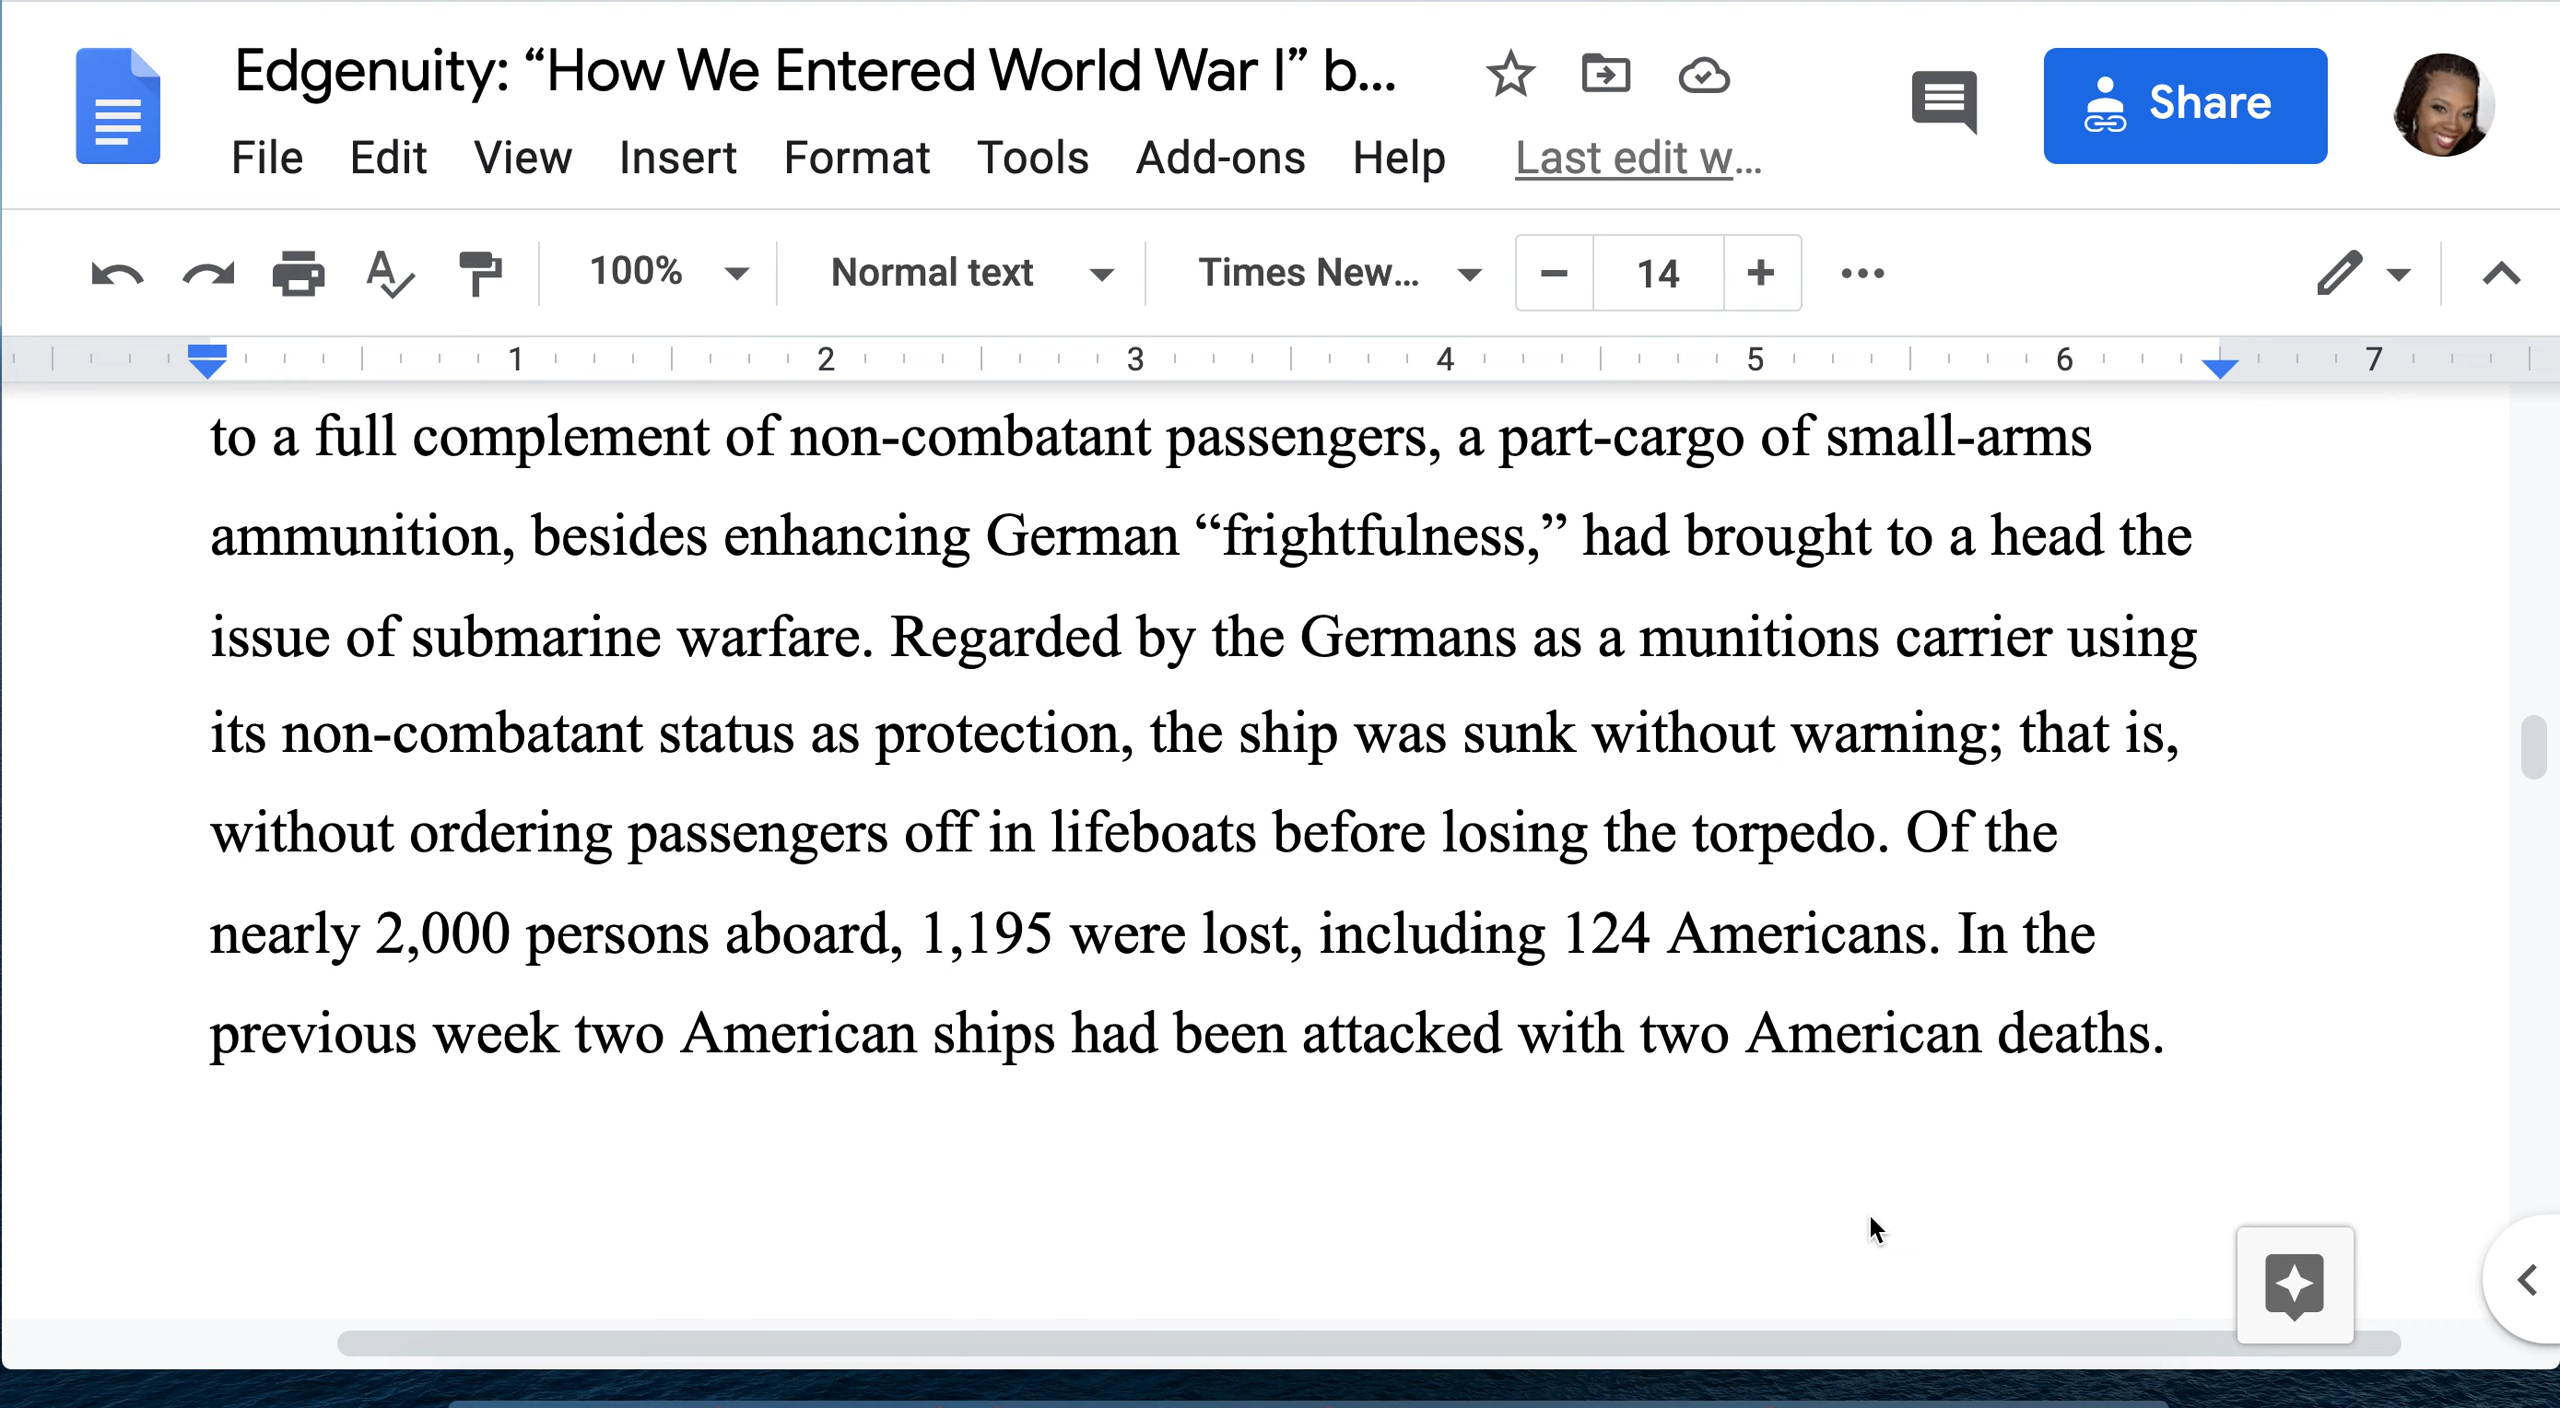 Edgenuity: “How We Entered World War I” b...
Share
File Edit View Insert Format Tools Add-ons Help Last edit w...
100% Normal text Times New... − 14 +
1 2 3 4 5 6 7
to a full complement of non-combatant passengers, a part-cargo of small-arms
ammunition, besides enhancing German “frightfulness,” had brought to a head the
issue of submarine warfare. Regarded by the Germans as a munitions carrier using
its non-combatant status as protection, the ship was sunk without warning; that is,
without ordering passengers off in lifeboats before losing the torpedo. Of the
nearly 2,000 persons aboard, 1,195 were lost, including 124 Americans. In the
previous week two American ships had been attacked with two American deaths.